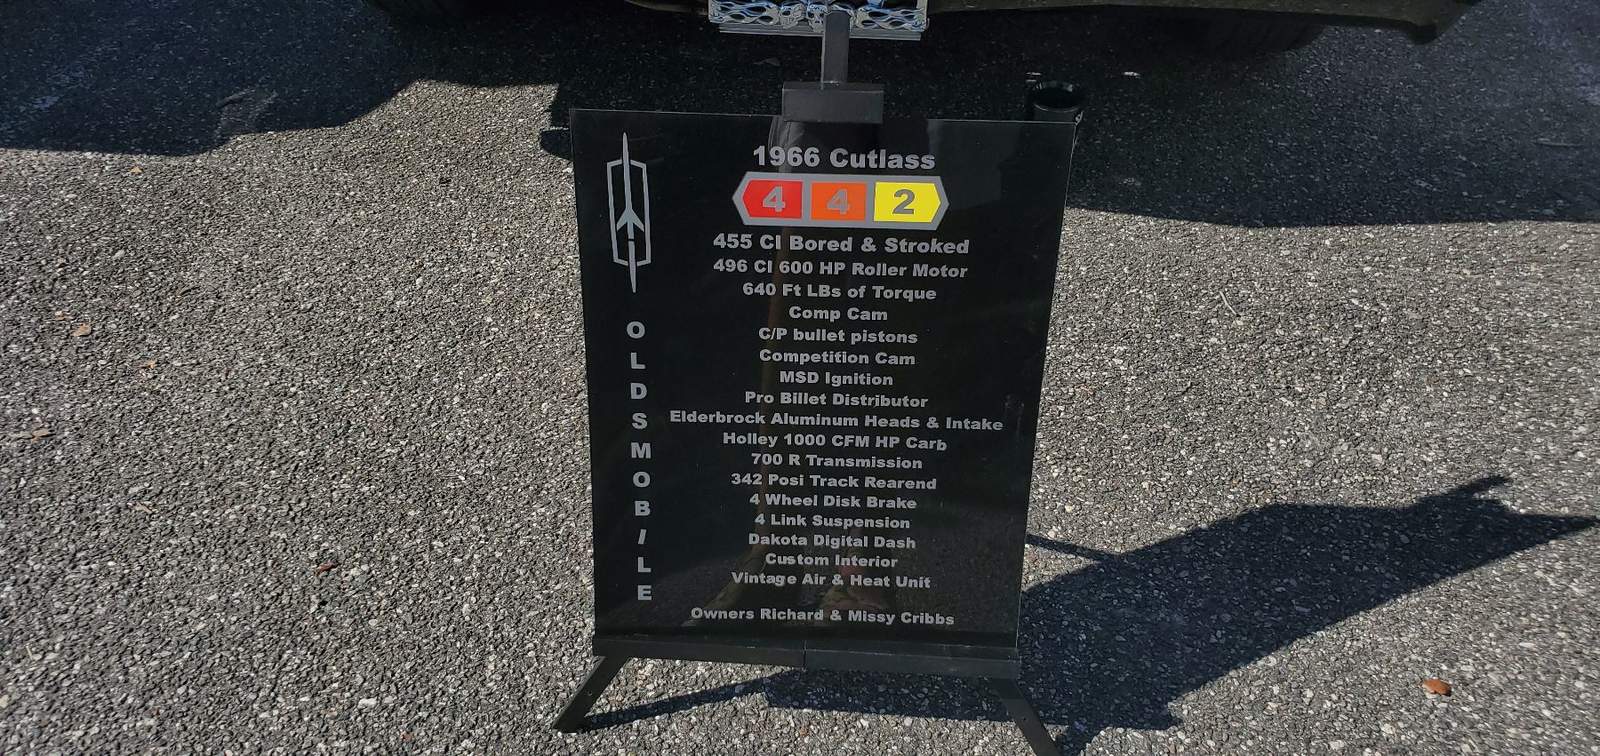 1966 Cutlass
4 4 2
455 CI Bored & Stroked
496 CI 600 HP Roller Motor
640 Ft LBs of Torque
Comp Cam
C/P bullet pistons
Competition Cam
MSD Ignition
Pro Billet Distributor
Elderbrock Aluminum Heads & Intake
Holley 1000 CFM HP Carb
700 R Transmission
342 Posi Track Rearend
4 Wheel Disk Brake
4 Link Suspension
Dakota Digital Dash
Custom Interior
Vintage Air & Heat Unit
Owners Richard & Missy Cribbs
OLDSMOBILE